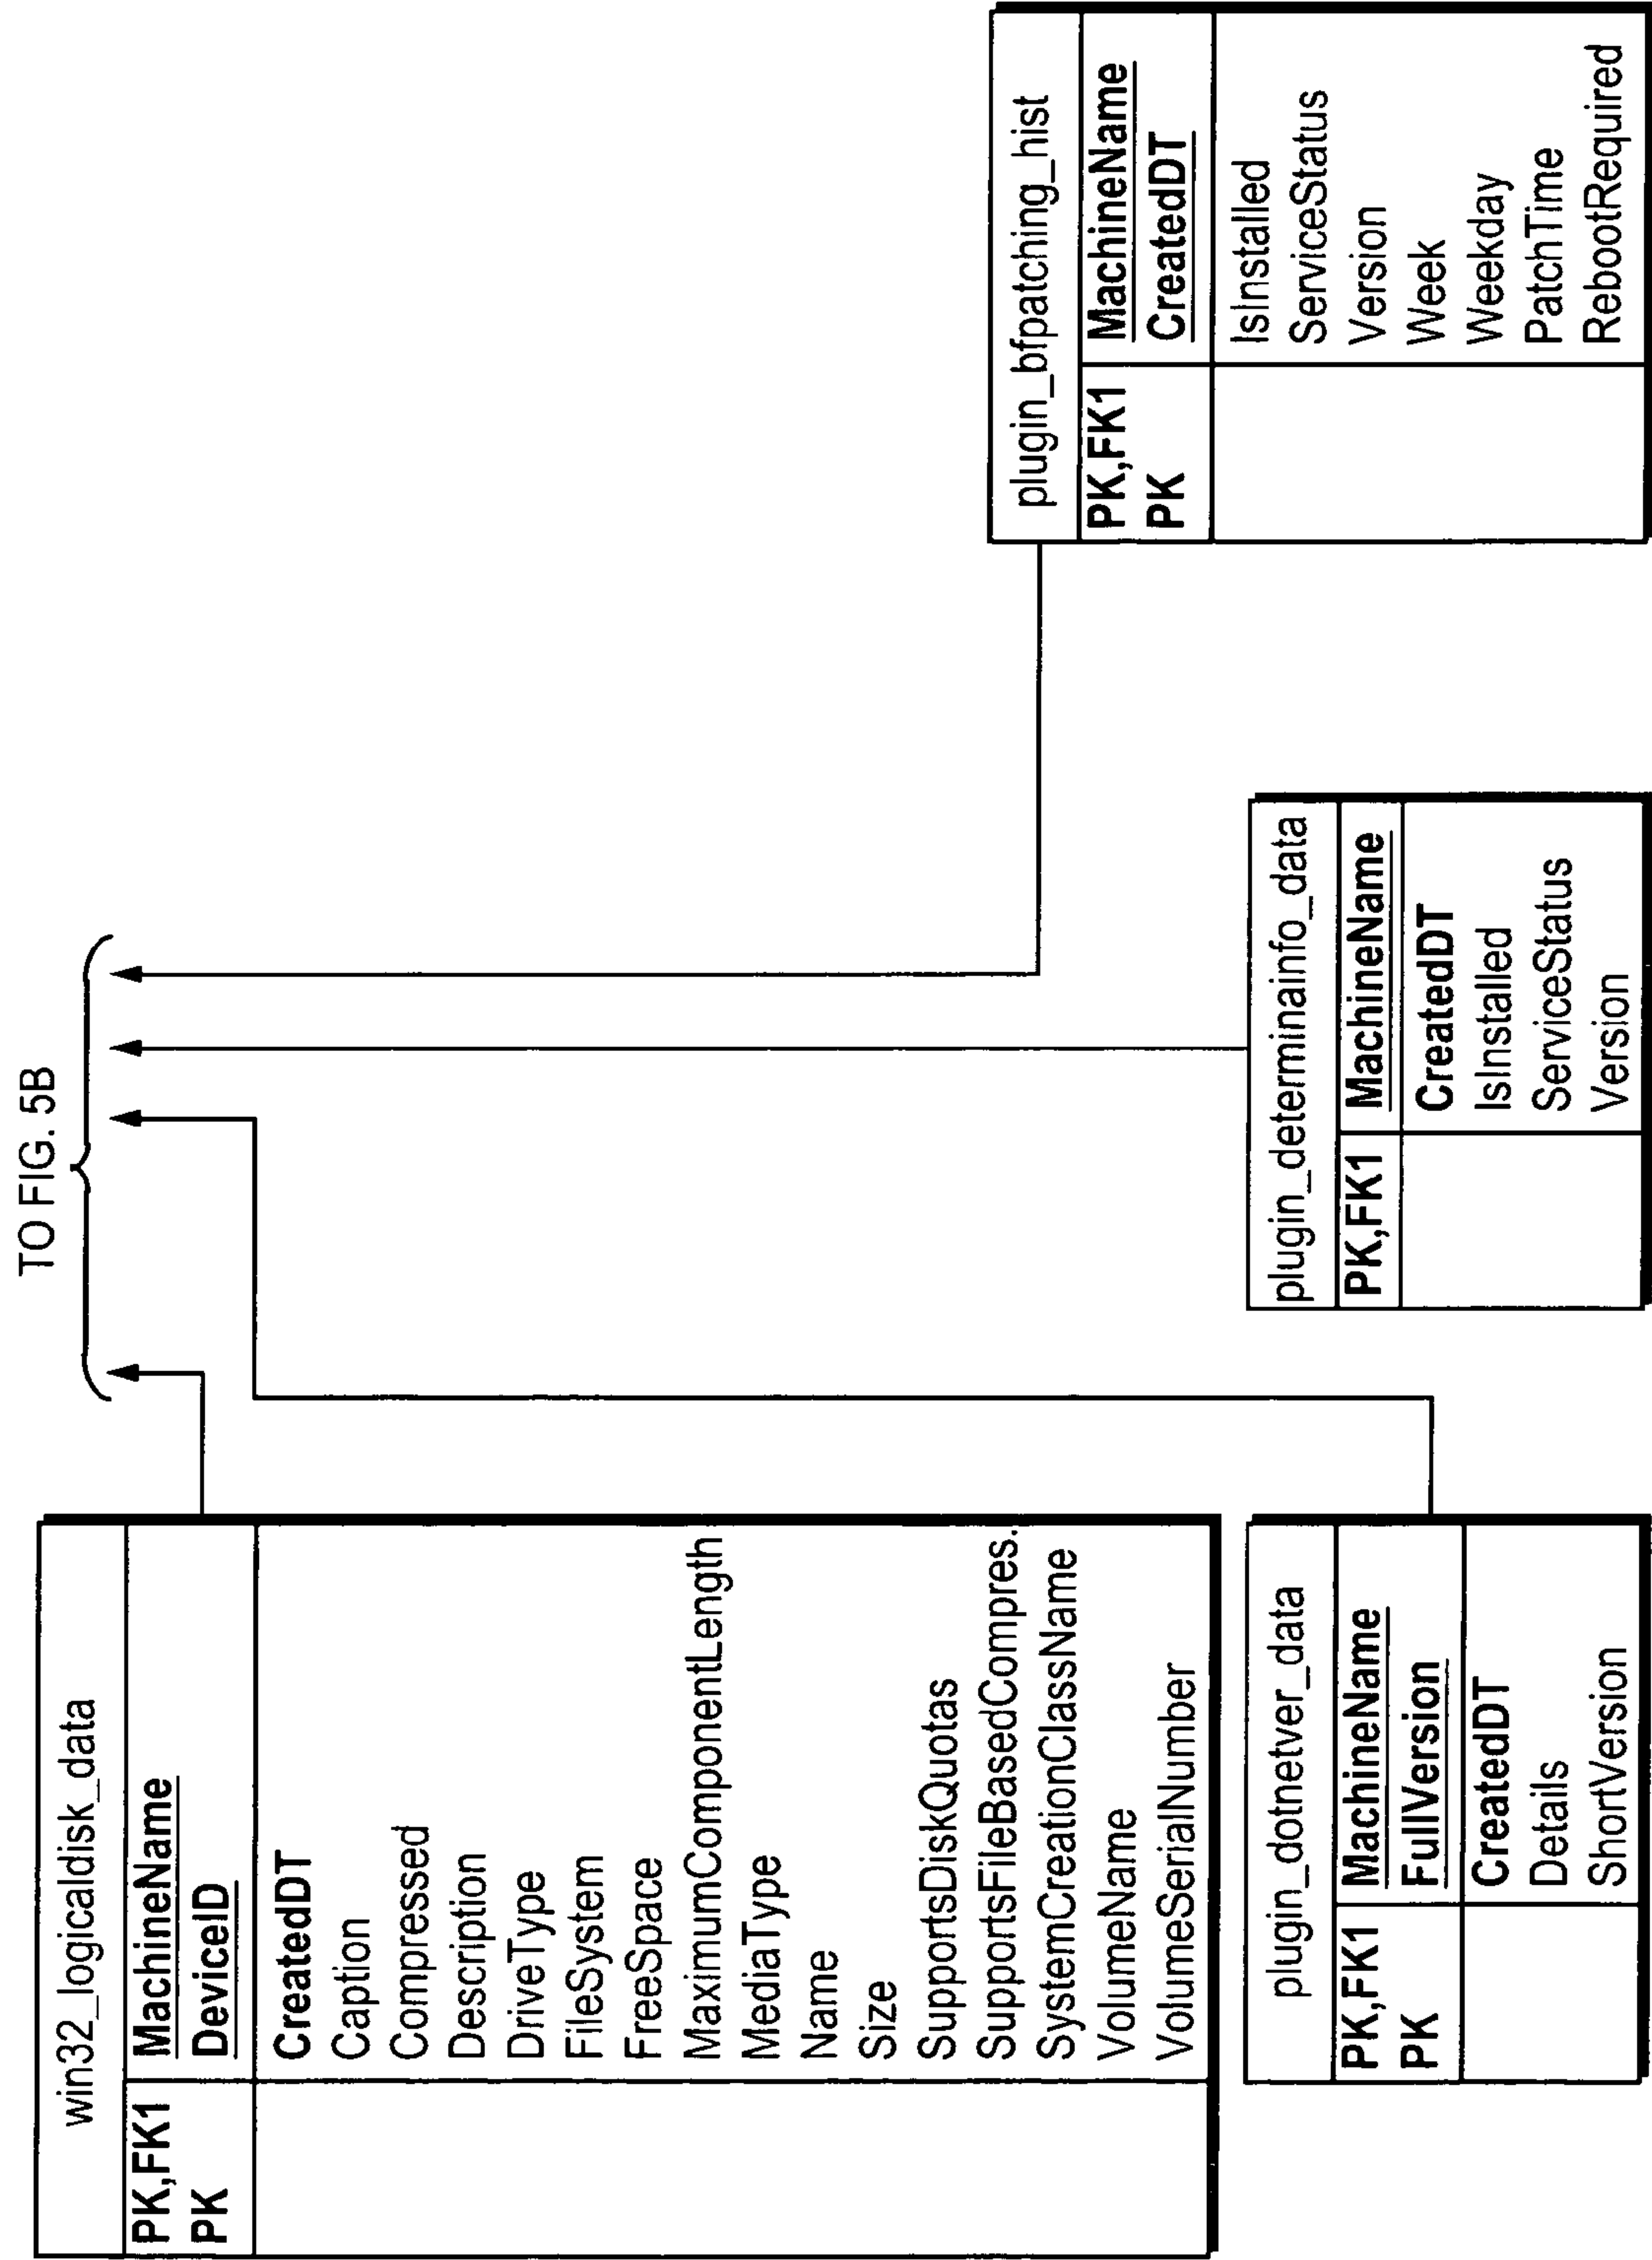 TO FIG. 5B
win32_logicaldisk_data
PK,FK1 MachineName
PK DeviceID
CreatedDT
Caption
Compressed
Description
DriveType
FileSystem
FreeSpace
MaximumComponentLength
MediaType
Name
Size
SupportsDiskQuotas
SupportsFileBasedCompres.
SystemCreationClassName
VolumeName
VolumeSerialNumber
plugin_dotnetver_data
PK,FK1 MachineName
PK FullVersion
CreatedDT
Details
ShortVersion
plugin_determinainfo_data
PK,FK1 MachineName
CreatedDT
IsInstalled
ServiceStatus
Version
plugin_bfpatching_hist
PK,FK1 MachineName
PK CreatedDT
IsInstalled
ServiceStatus
Version
Week
Weekday
PatchTime
RebootRequired